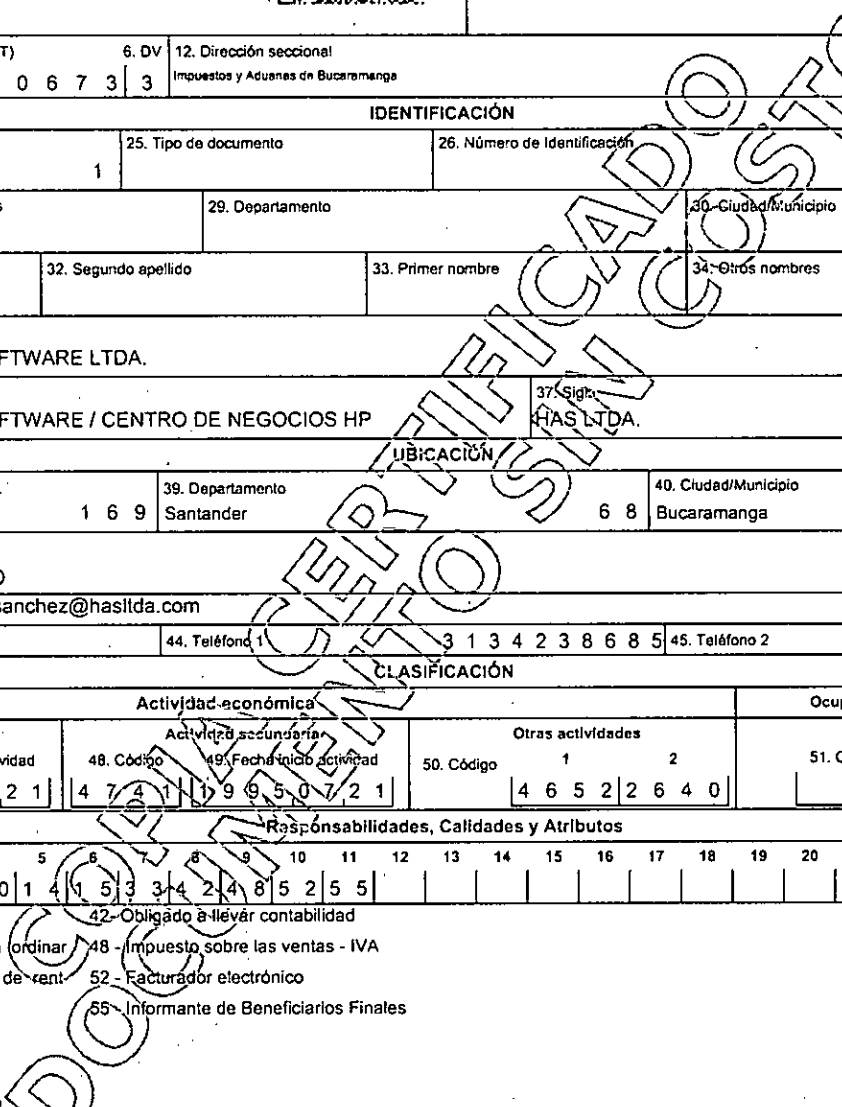 T) 6. DV 12. Dirección seccional
0 6 7 3 3 Impuestos y Aduanas de Bucaramanga
IDENTIFICACIÓN
25. Tipo de documento 26. Número de Identificación
1
29. Departamento 30. Ciudad/Municipio
32. Segundo apellido 33. Primer nombre 34. Otros nombres
FTWARE LTDA.
37. Sigla
FTWARE / CENTRO DE NEGOCIOS HP HAS LTDA.
UBICACIÓN
39. Departamento 40. Ciudad/Municipio
1 6 9 Santander 6 8 Bucaramanga
sanchez@hasltda.com
44. Teléfono 1 3 1 3 4 2 3 8 6 8 5 45. Teléfono 2
CLASIFICACIÓN
Actividad económica Ocup
Actividad secundaria Otras actividades
vidad 48. Código 49. Fecha inicio actividad 50. Código 1 2 51. C
2 1 4 7 4 1 1 9 9 5 0 7 2 1 4 6 5 2 2 6 4 0
Responsabilidades, Calidades y Atributos
5 6 7 8 9 10 11 12 13 14 15 16 17 18 19 20
0 1 4 1 5 3 3 4 2 4 8 5 2 5 5
42- Obligado a llevar contabilidad
ordinar 48 - Impuesto sobre las ventas - IVA
de rent 52 - Facturador electrónico
55 - Informante de Beneficiarios Finales
COPIA CERTIFICADO
DOCUMENTO SIN COSTO